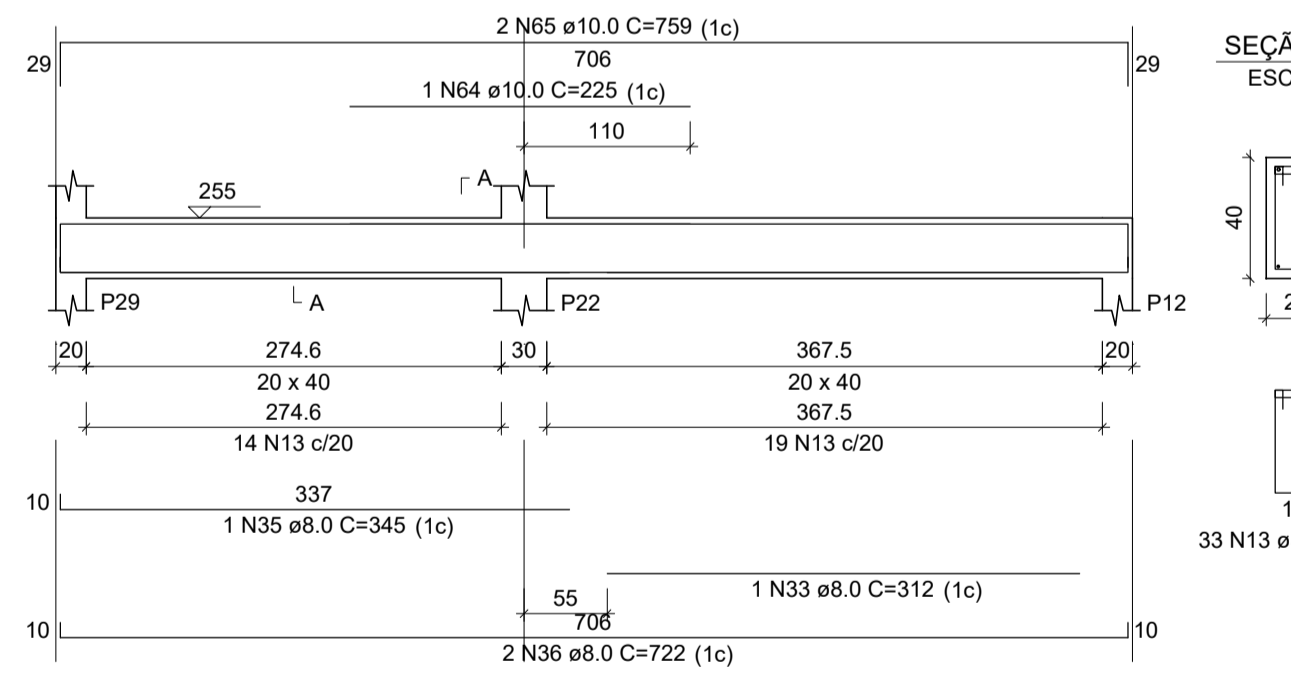 2 N65 ø10.0 C=759 (1c)
29 706 29
1 N64 ø10.0 C=225 (1c)
110
A
255
A
P29 P22 P12
20 274.6 30 367.5 20
20 x 40 20 x 40
274.6 367.5
14 N13 c/20 19 N13 c/20
10 337
1 N35 ø8.0 C=345 (1c)
1 N33 ø8.0 C=312 (1c)
55
10 706 10
2 N36 ø8.0 C=722 (1c)
40
33 N13 ø